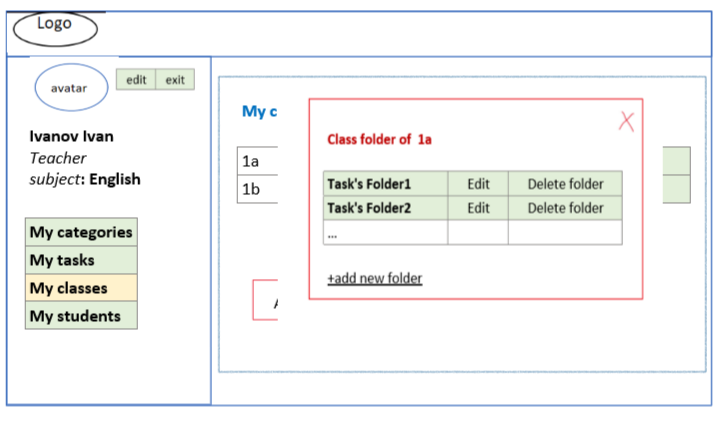 Logo
avatar
edit exit
Ivanov Ivan
Teacher
subject: English
My categories
My tasks
My classes
My students
My c
1a
1b
Class folder of 1a
X
Task's Folder1 Edit Delete folder
Task's Folder2 Edit Delete folder
...
+add new folder